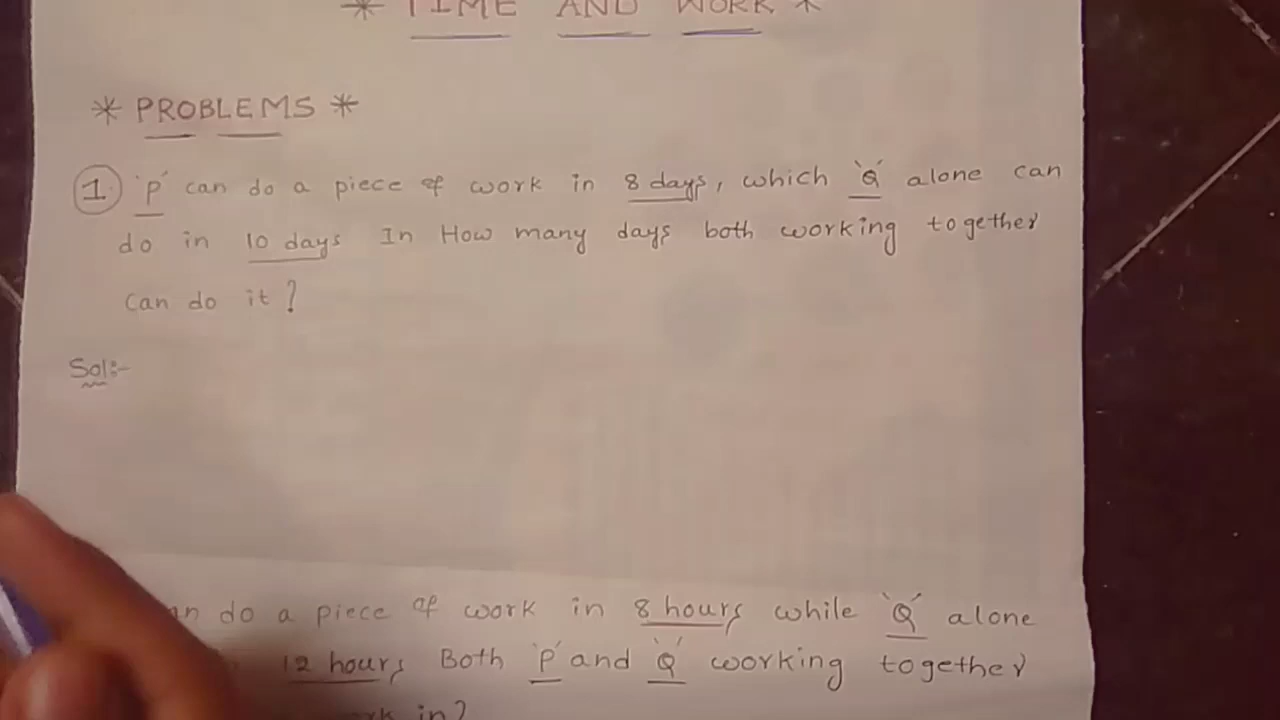 * TIME AND WORK *
* PROBLEMS *
1. 'P' can do a piece of work in 8 days, which 'Q' alone can
do in 10 days In How many days both working together
can do it?
Sol:-
do a piece of work in 8 hours while 'Q' alone
12 hours Both 'P' and 'Q' working together
in?